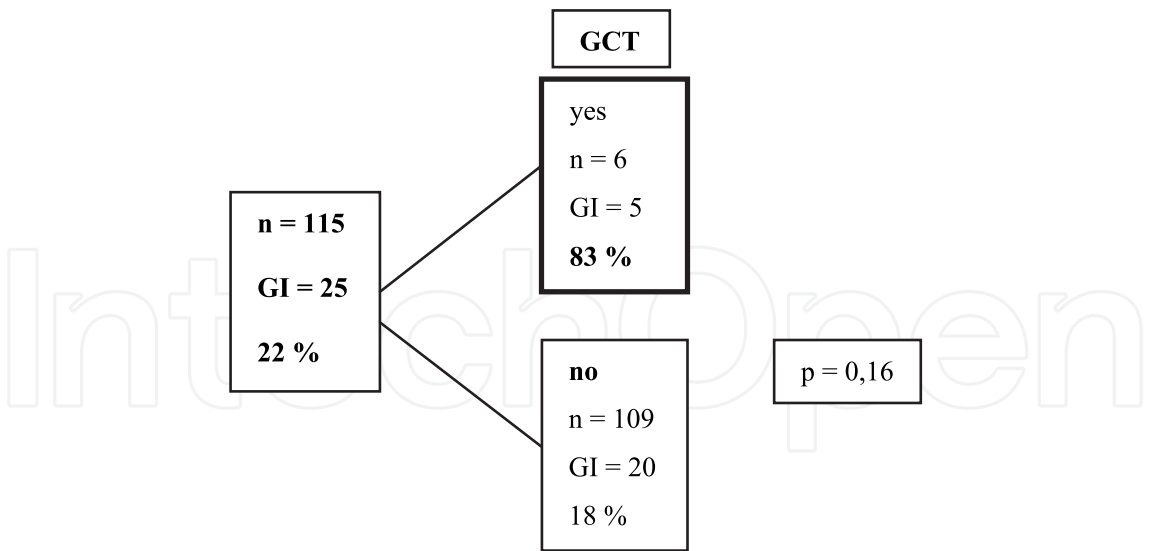 GCT
yes
n = 6
GI = 5
83 %
n = 115
GI = 25
22 %
no
n = 109
GI = 20
18 %
p = 0,16
IntechOpen